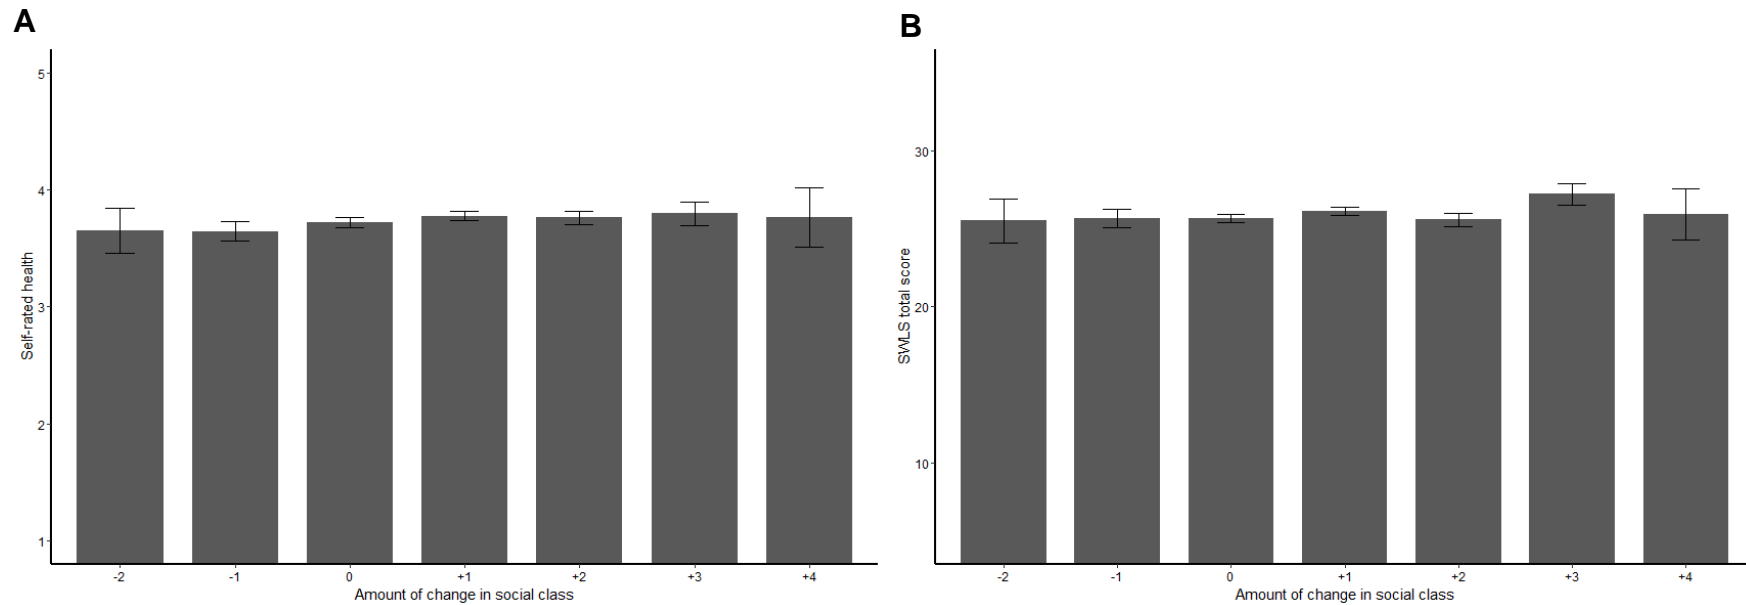 A
Self-rated health
5
4
3
2
1
-2 -1 0 +1 +2 +3 +4
Amount of change in social class
B
SWLS total score
30
20
10
-2 -1 0 +1 +2 +3 +4
Amount of change in social class